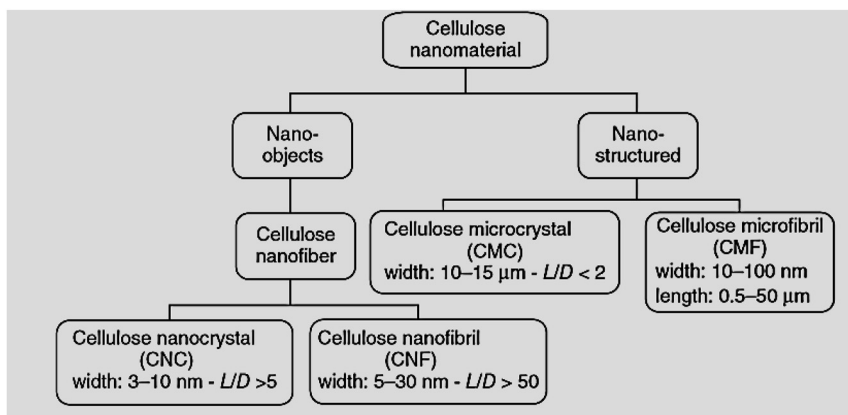 Cellulose
nanomaterial
Nano-
objects
Nano-
structured
Cellulose
nanofiber
Cellulose microcrystal
(CMC)
width: 10–15 μm - L/D < 2
Cellulose microfibril
(CMF)
width: 10–100 nm
length: 0.5–50 μm
Cellulose nanocrystal
(CNC)
width: 3–10 nm - L/D >5
Cellulose nanofibril
(CNF)
width: 5–30 nm - L/D > 50